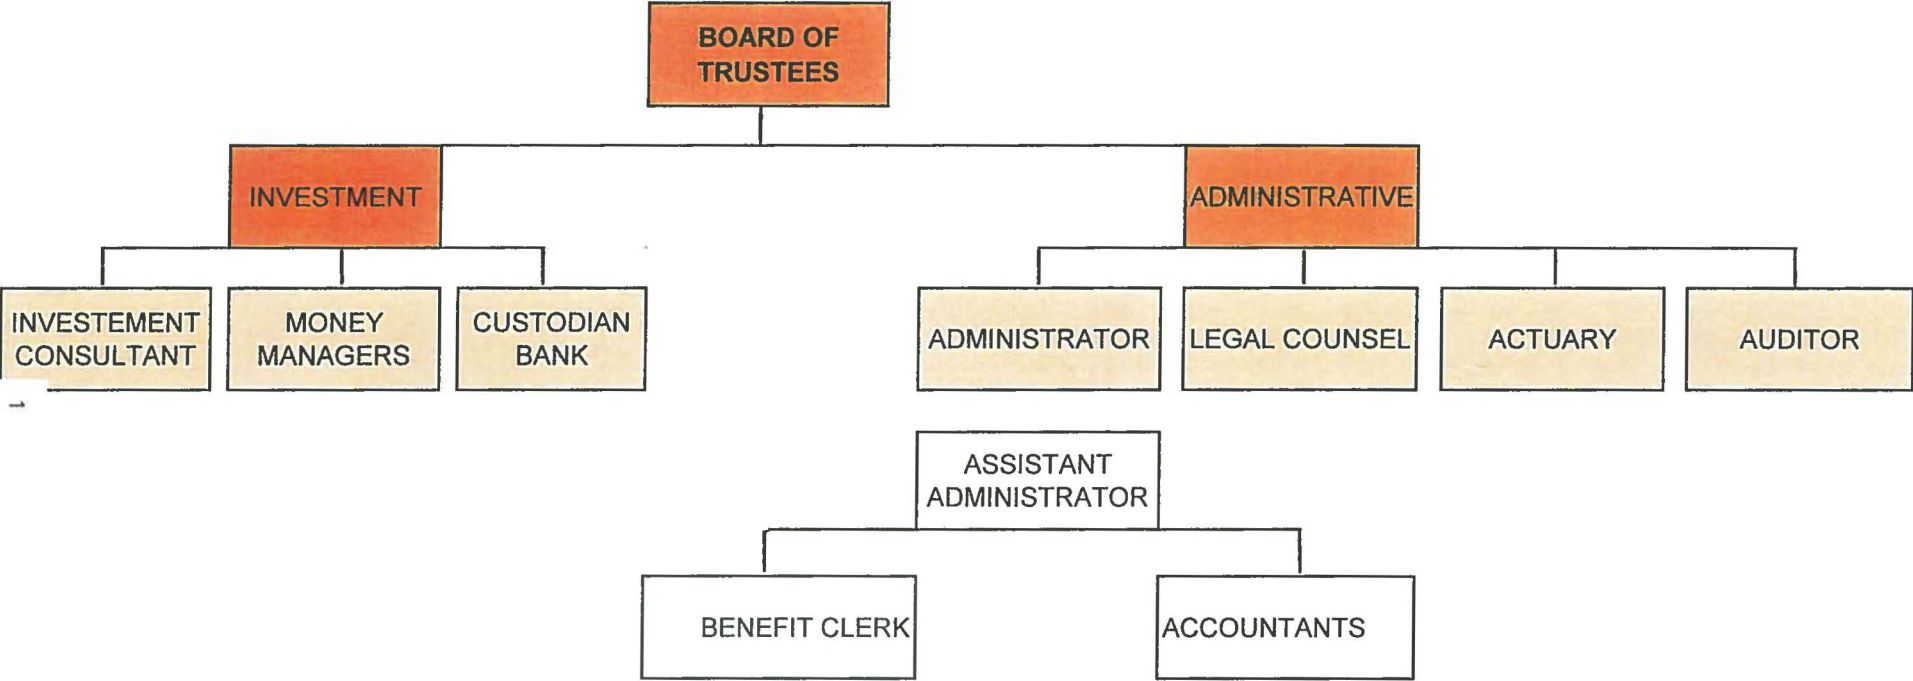 BOARD OF
TRUSTEES
INVESTMENT
ADMINISTRATIVE
INVESTEMENT
CONSULTANT
MONEY
MANAGERS
CUSTODIAN
BANK
ADMINISTRATOR
LEGAL COUNSEL
ACTUARY
AUDITOR
1
ASSISTANT
ADMINISTRATOR
BENEFIT CLERK
ACCOUNTANTS